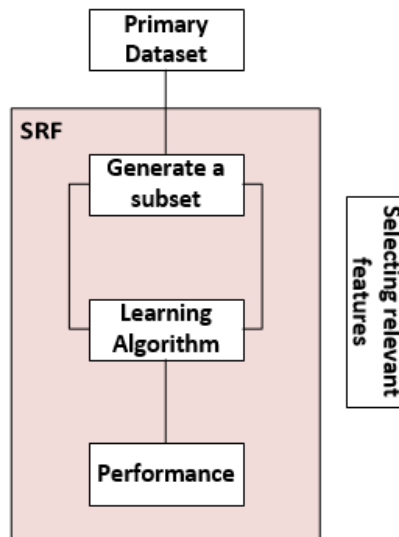 Primary
Dataset
SRF
Generate a
subset
Learning
Algorithm
Performance
Selecting relevant
features